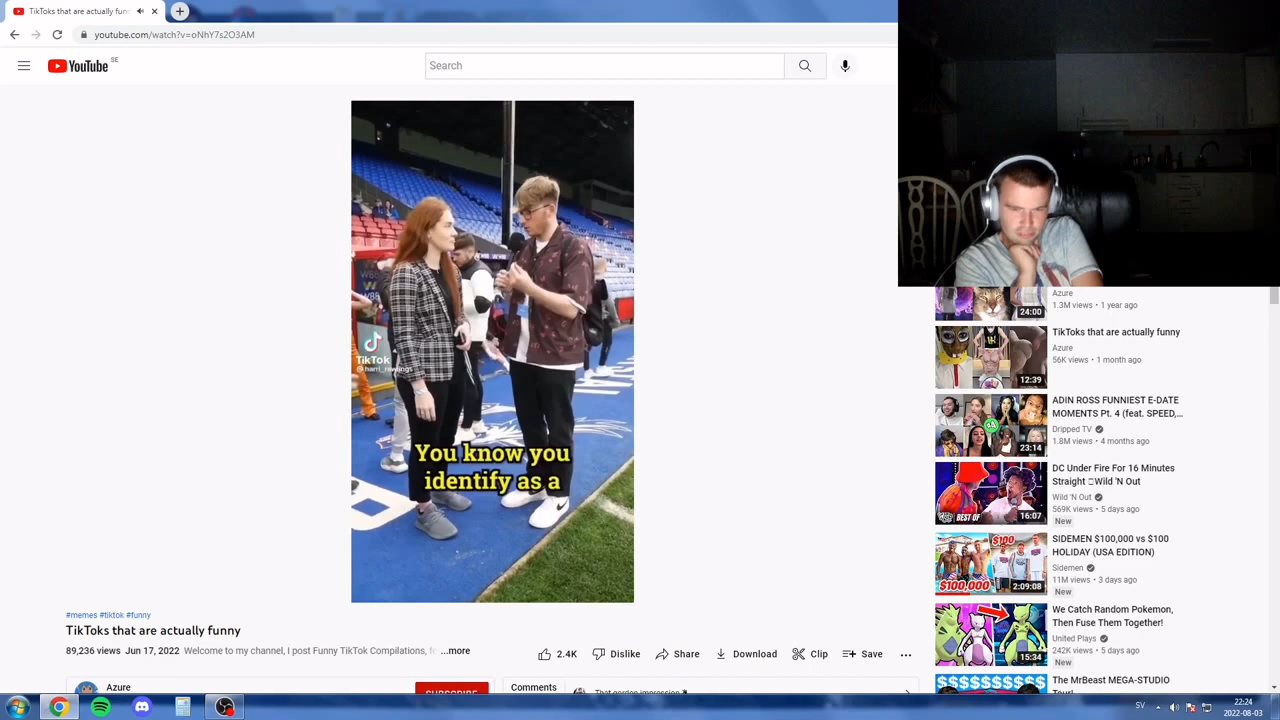 TikToks that are actually funn
youtube.com/watch?v=oNhY7s2O3AM
YouTube SE
Search
TikTok
@harri_rawlings
You know you
identify as a
#memes #tiktok #funny
TikToks that are actually funny
89,236 views Jun 17, 2022 Welcome to my channel, I post Funny TikTok Compilations, f ...more
2.4K Dislike Share Download Clip Save
Azure
SUBSCRIBE
Comments
Azure
1.3M views • 1 year ago
24:00
TikToks that are actually funny
Azure
56K views • 1 month ago
12:39
ADIN ROSS FUNNIEST E-DATE
MOMENTS Pt. 4 (feat. SPEED,...
Dripped TV
1.8M views • 4 months ago
23:14
DC Under Fire For 16 Minutes
Straight □Wild 'N Out
Wild 'N Out
569K views • 5 days ago
New
BEST OF
16:07
SIDEMEN $100,000 vs $100
HOLIDAY (USA EDITION)
Sidemen
11M views • 3 days ago
New
$100
$100,000
2:09:08
We Catch Random Pokemon,
Then Fuse Them Together!
United Plays
242K views • 5 days ago
New
15:34
The MrBeast MEGA-STUDIO
$$$$$$$$
SV
22:24
2022-08-03